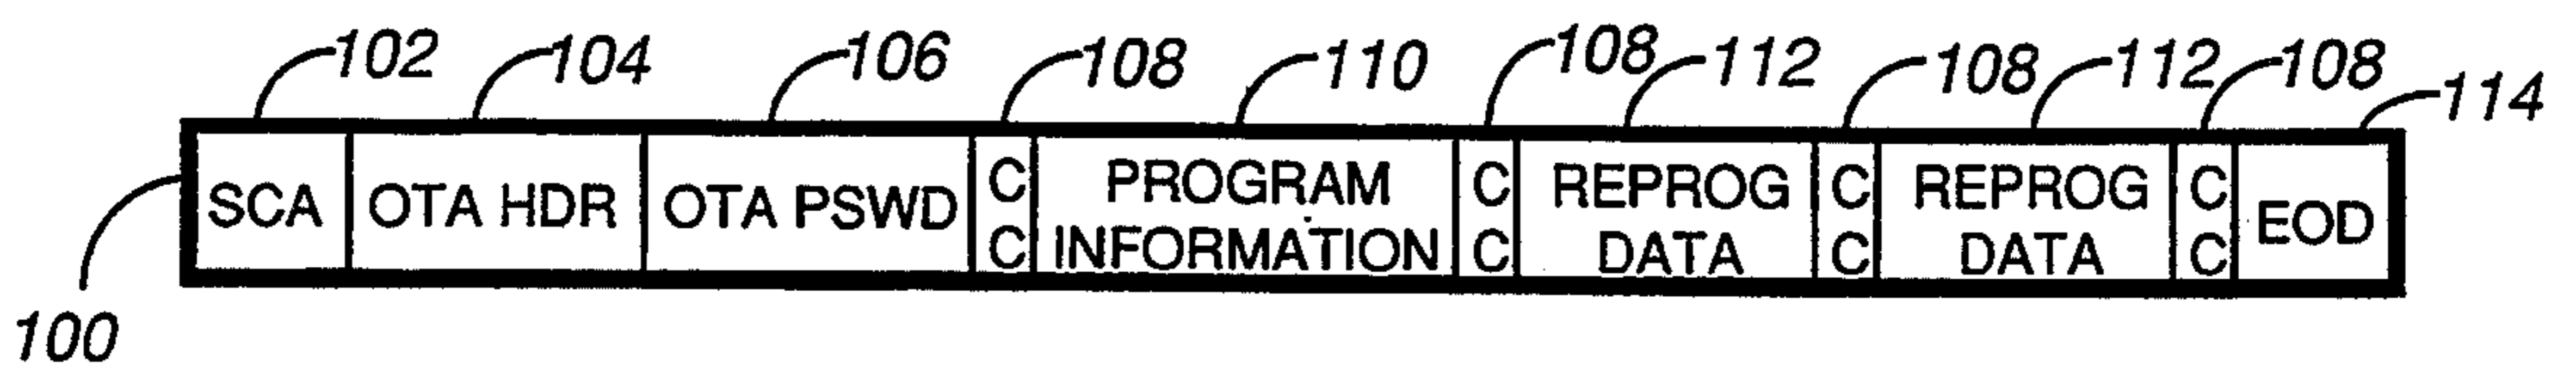 102 104 106 108 110 108 112 108 112 108 114
SCA OTA HDR OTA PSWD C C PROGRAM INFORMATION C C REPROG DATA C C REPROG DATA C C EOD
100